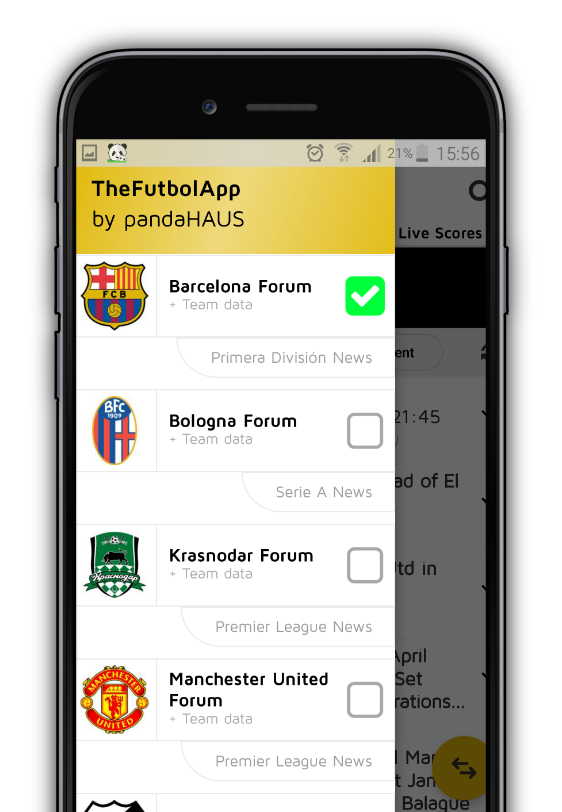 21% 15:56
TheFutbolApp
by pandaHAUS
Live Scores
FCB
Barcelona Forum
+ Team data
ent
Primera División News
21:45
BFC
1909
Bologna Forum
+ Team data
ad of El
Serie A News
Краснодар
Krasnodar Forum
+ Team data
td in
Premier League News
April
MANCHESTER
UNITED
Manchester United
Forum
+ Team data
Set
rations...
Premier League News
Mar
t Jan
Balague